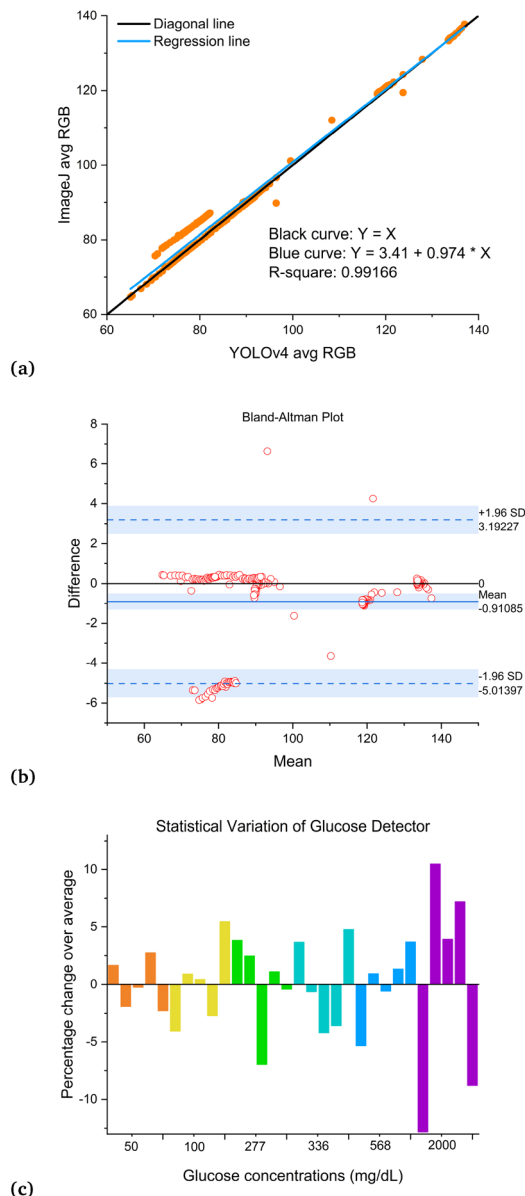 140
120
100
80
60
60
80
100
120
140
Diagonal line
Regression line
Black curve: Y = X
Blue curve: Y = 3.41 + 0.974 * X
R-square: 0.99166
ImageJ avg RGB
YOLOv4 avg RGB
(a)
Bland-Altman Plot
8
6
4
2
0
-2
-4
-6
60
80
100
120
140
+1.96 SD
3.19227
0
Mean
-0.91085
-1.96 SD
-5.01397
Difference
Mean
(b)
Statistical Variation of Glucose Detector
10
5
0
-5
-10
50
100
277
336
568
2000
Percentage change over average
Glucose concentrations (mg/dL)
(c)